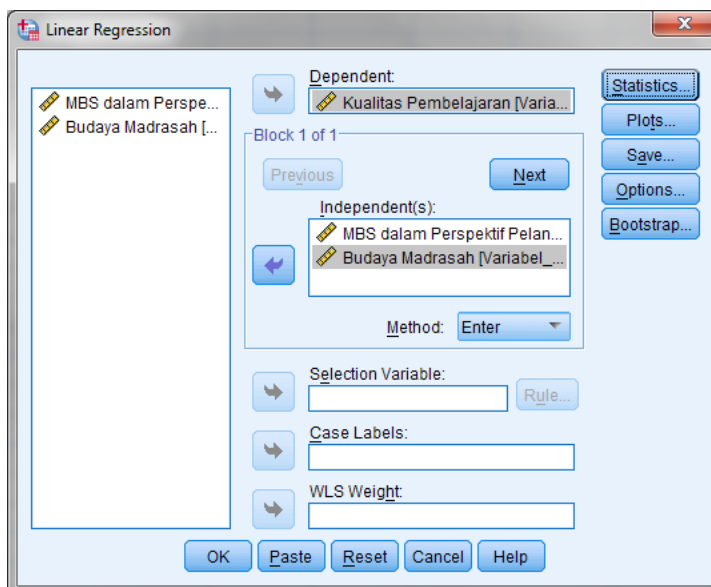 Linear Regression
MBS dalam Perspe...
Budaya Madrasah [...
Dependent:
Kualitas Pembelajaran [Varia...
Block 1 of 1
Previous
Next
Independent(s):
MBS dalam Perspektif Pelan...
Budaya Madrasah [Variabel_...
Method:
Enter
Selection Variable:
Rule...
Case Labels:
WLS Weight:
Statistics...
Plots...
Save...
Options...
Bootstrap...
OK
Paste
Reset
Cancel
Help